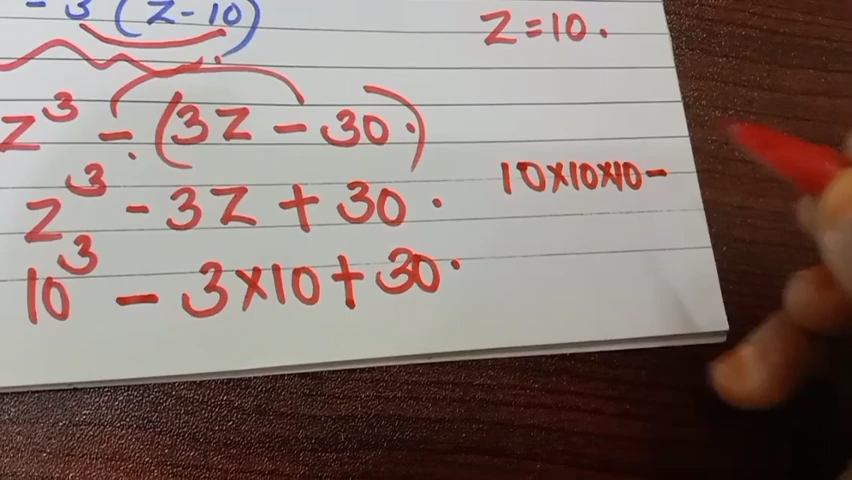 - 3 (z - 10)
z = 10.
z³ - (3z - 30.)
z³ - 3z + 30.
10×10×10-
10³ - 3×10 + 30.